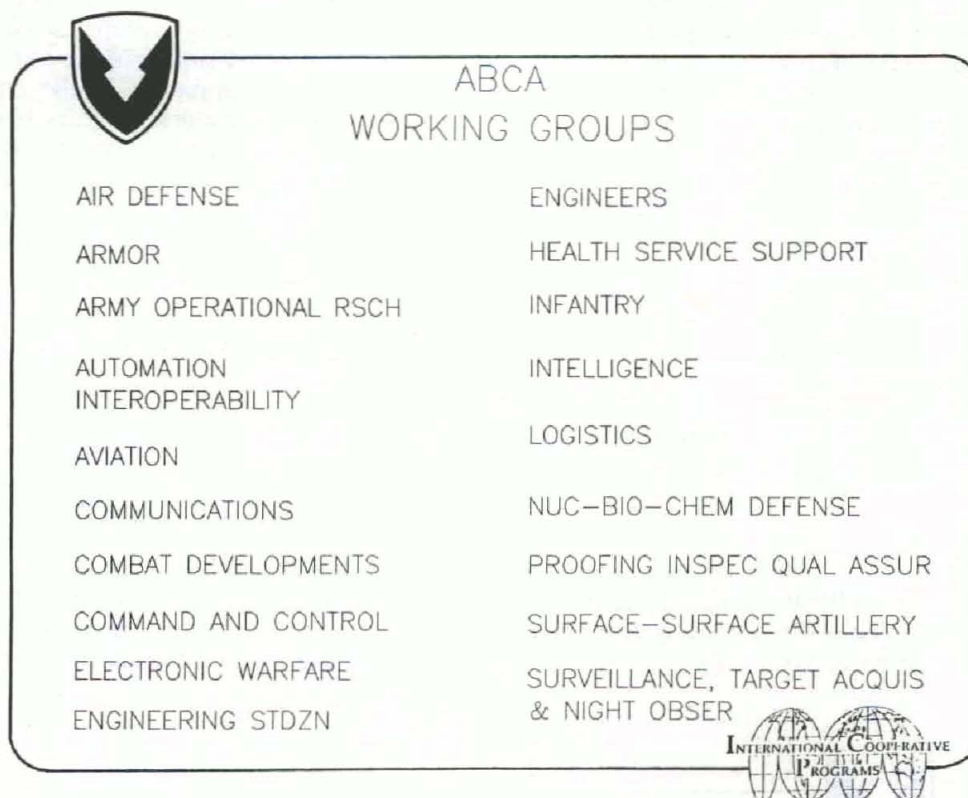 ABCA
WORKING GROUPS
AIR DEFENSE
ARMOR
ARMY OPERATIONAL RSCH
AUTOMATION
INTEROPERABILITY
AVIATION
COMMUNICATIONS
COMBAT DEVELOPMENTS
COMMAND AND CONTROL
ELECTRONIC WARFARE
ENGINEERING STDZN
ENGINEERS
HEALTH SERVICE SUPPORT
INFANTRY
INTELLIGENCE
LOGISTICS
NUC-BIO-CHEM DEFENSE
PROOFING INSPEC QUAL ASSUR
SURFACE-SURFACE ARTILLERY
SURVEILLANCE, TARGET ACQUIS
& NIGHT OBSER
INTERNATIONAL COOPERATIVE
PROGRAMS